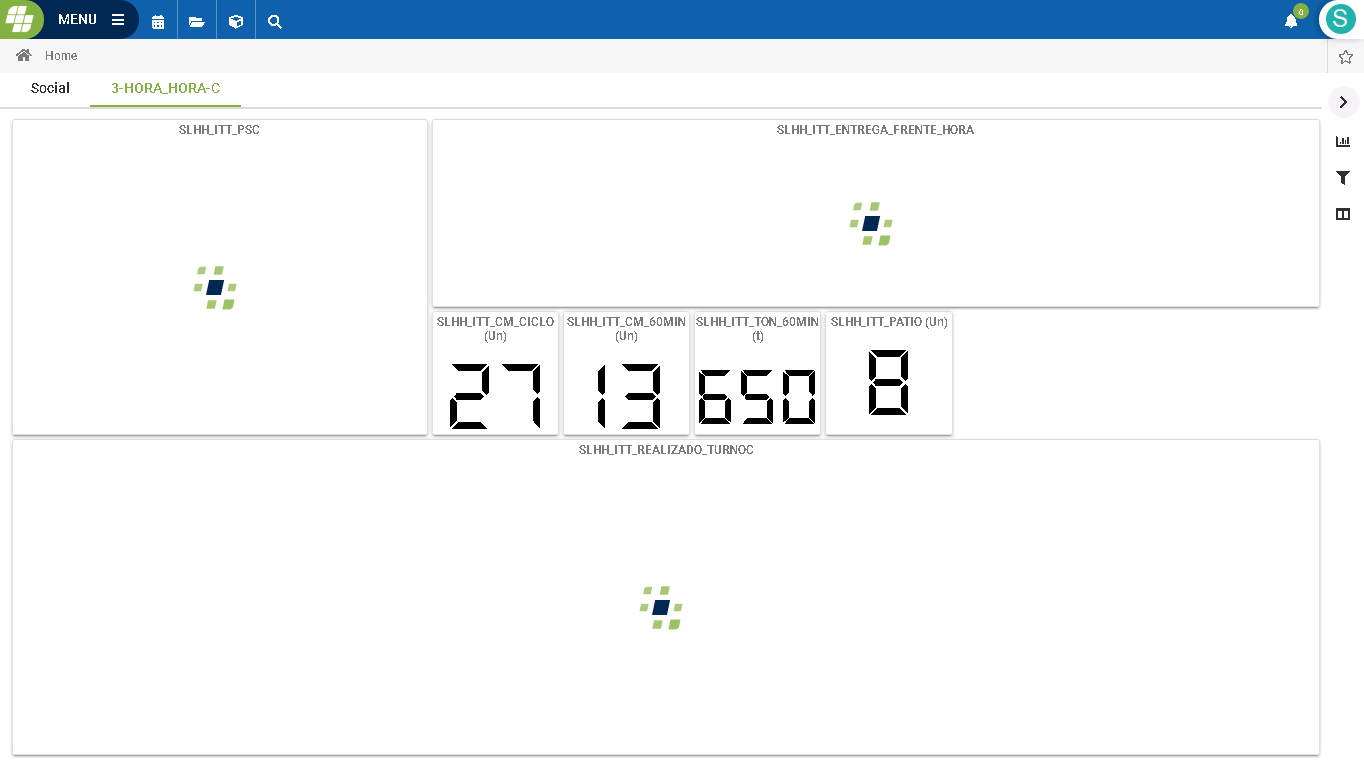 MENU
0
S
Home
Social
3-HORA_HORA-C
SLHH_ITT_PSC
SLHH_ITT_ENTREGA_FRENTE_HORA
SLHH_ITT_CM_CICLO
(Un)
27
SLHH_ITT_CM_60MIN
(Un)
13
SLHH_ITT_TON_60MIN
(t)
650
SLHH_ITT_PATIO (Un)
8
SLHH_ITT_REALIZADO_TURNOC